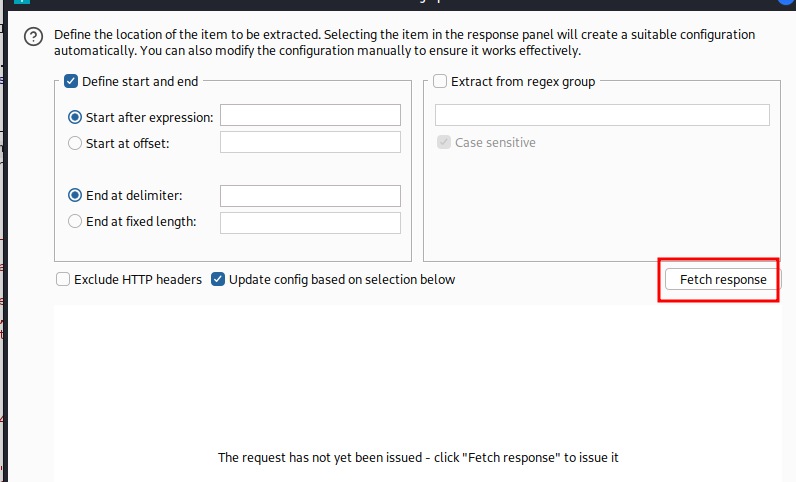 Define the location of the item to be extracted. Selecting the item in the response panel will create a suitable configuration
automatically. You can also modify the configuration manually to ensure it works effectively.
Define start and end
Extract from regex group
Start after expression:
Start at offset:
Case sensitive
End at delimiter:
End at fixed length:
Exclude HTTP headers
Update config based on selection below
Fetch response
The request has not yet been issued - click "Fetch response" to issue it